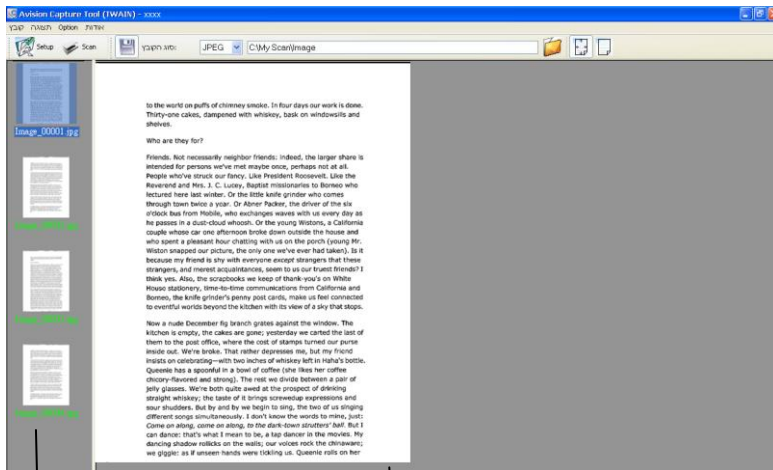 Avision Capture Tool (TWAIN) - xxxx
קובץ תצוגה Option אודות
Setup Scan סוג הקובץ: JPEG C:\My Scan\Image
Image_00001.jpg
to the world on puffs of chimney smoke. In four days our work is done.
Thirty-one cakes, dampened with whiskey, bask on windowsills and
shelves.
Who are they for?
Friends. Not necessarily neighbor friends: indeed, the larger share is
intended for persons we've met maybe once, perhaps not at all.
People who've struck our fancy. Like President Roosevelt. Like the
Reverend and Mrs. J. C. Lucey, Baptist missionaries to Borneo who
lectured here last winter. Or the little knife grinder who comes
through town twice a year. Or Abner Packer, the driver of the six
o'clock bus from Mobile, who exchanges waves with us every day as
he passes in a dust-cloud whoosh. Or the young Wistons, a California
couple whose car one afternoon broke down outside the house and
who spent a pleasant hour chatting with us on the porch (young Mr.
Wiston snapped our picture, the only one we've ever had taken). Is it
because my friend is shy with everyone except strangers that these
strangers, and merest acquaintances, seem to us our truest friends? I
think yes. Also, the scrapbooks we keep of thank-you's on White
House stationery, time-to-time communications from California and
Borneo, the knife grinder's penny post cards, make us feel connected
to eventful worlds beyond the kitchen with its view of a sky that stops.
Now a nude December fig branch grates against the window. The
kitchen is empty, the cakes are gone; yesterday we carted the last of
them to the post office, where the cost of stamps turned our purse
inside out. We're broke. That rather depresses me, but my friend
insists on celebrating—with two inches of whiskey left in Haha's bottle.
Queenie has a spoonful in a bowl of coffee (she likes her coffee
chicory-flavored and strong). The rest we divide between a pair of
jelly glasses. We're both quite awed at the prospect of drinking
straight whiskey; the taste of it brings screwedup expressions and
sour shudders. But by and by we begin to sing, the two of us singing
different songs simultaneously. I don't know the words to mine, just:
Come on along, come on along, to the dark-town strutters' ball. But I
can dance: that's what I mean to be, a tap dancer in the movies. My
dancing shadow rollicks on the walls; our voices rock the chinaware;
we giggle: as if unseen hands were tickling us. Queenie rolls on her